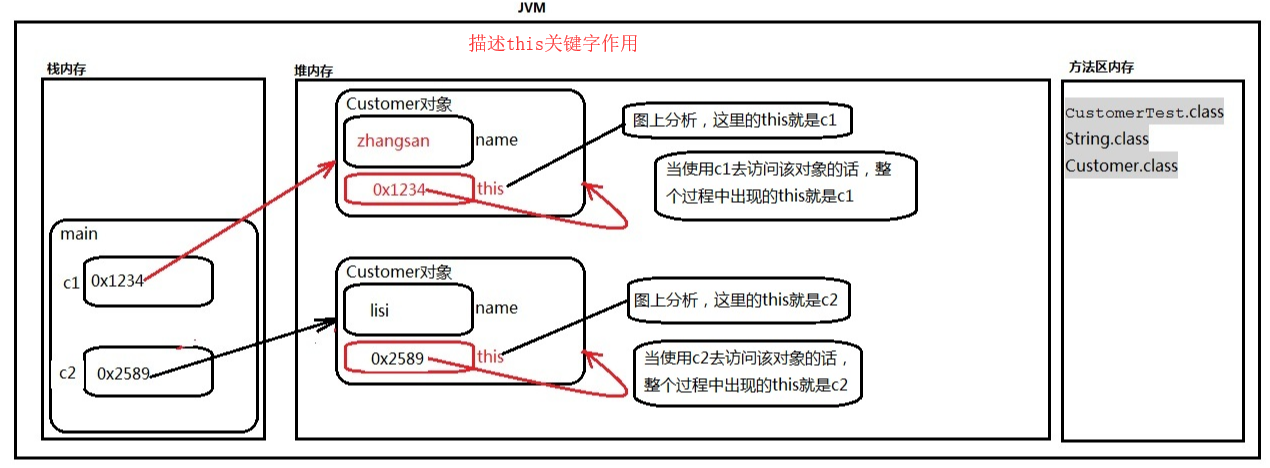 JVM
描述this关键字作用
栈内存
堆内存
方法区内存
main
c1
0x1234
c2
0x2589
Customer对象
zhangsan
name
0x1234
this
图上分析，这里的this就是c1
当使用c1去访问该对象的话，整
个过程中出现的this就是c1
Customer对象
lisi
name
0x2589
this
图上分析，这里的this就是c2
当使用c2去访问该对象的话，
整个过程中出现的this就是c2
CustomerTest.class
String.class
Customer.class